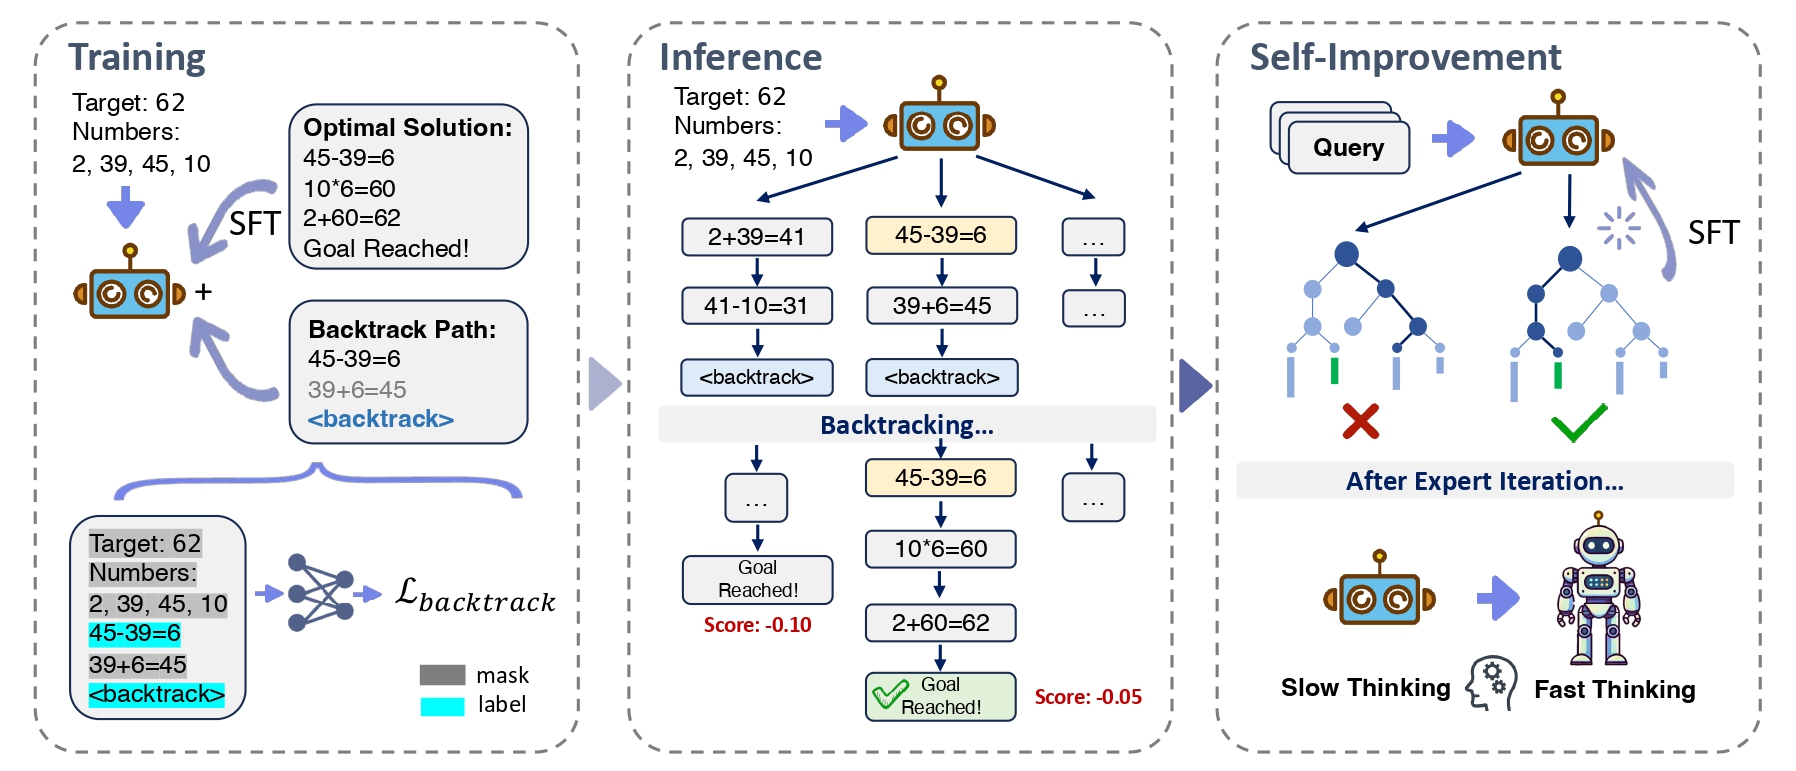 Training
Target: 62
Numbers:
2, 39, 45, 10
SFT
+
Optimal Solution:
45-39=6
10*6=60
2+60=62
Goal Reached!
Backtrack Path:
45-39=6
39+6=45
<backtrack>
Target: 62
Numbers:
2, 39, 45, 10
45-39=6
39+6=45
<backtrack>
ℒbacktrack
mask
label
Inference
Target: 62
Numbers:
2, 39, 45, 10
2+39=41
45-39=6
...
41-10=31
39+6=45
...
<backtrack>
<backtrack>
Backtracking...
...
45-39=6
...
10*6=60
Goal
Reached!
Score: -0.10
2+60=62
Goal
Reached!
Score: -0.05
Self-Improvement
Query
SFT
After Expert Iteration...
Slow Thinking
Fast Thinking